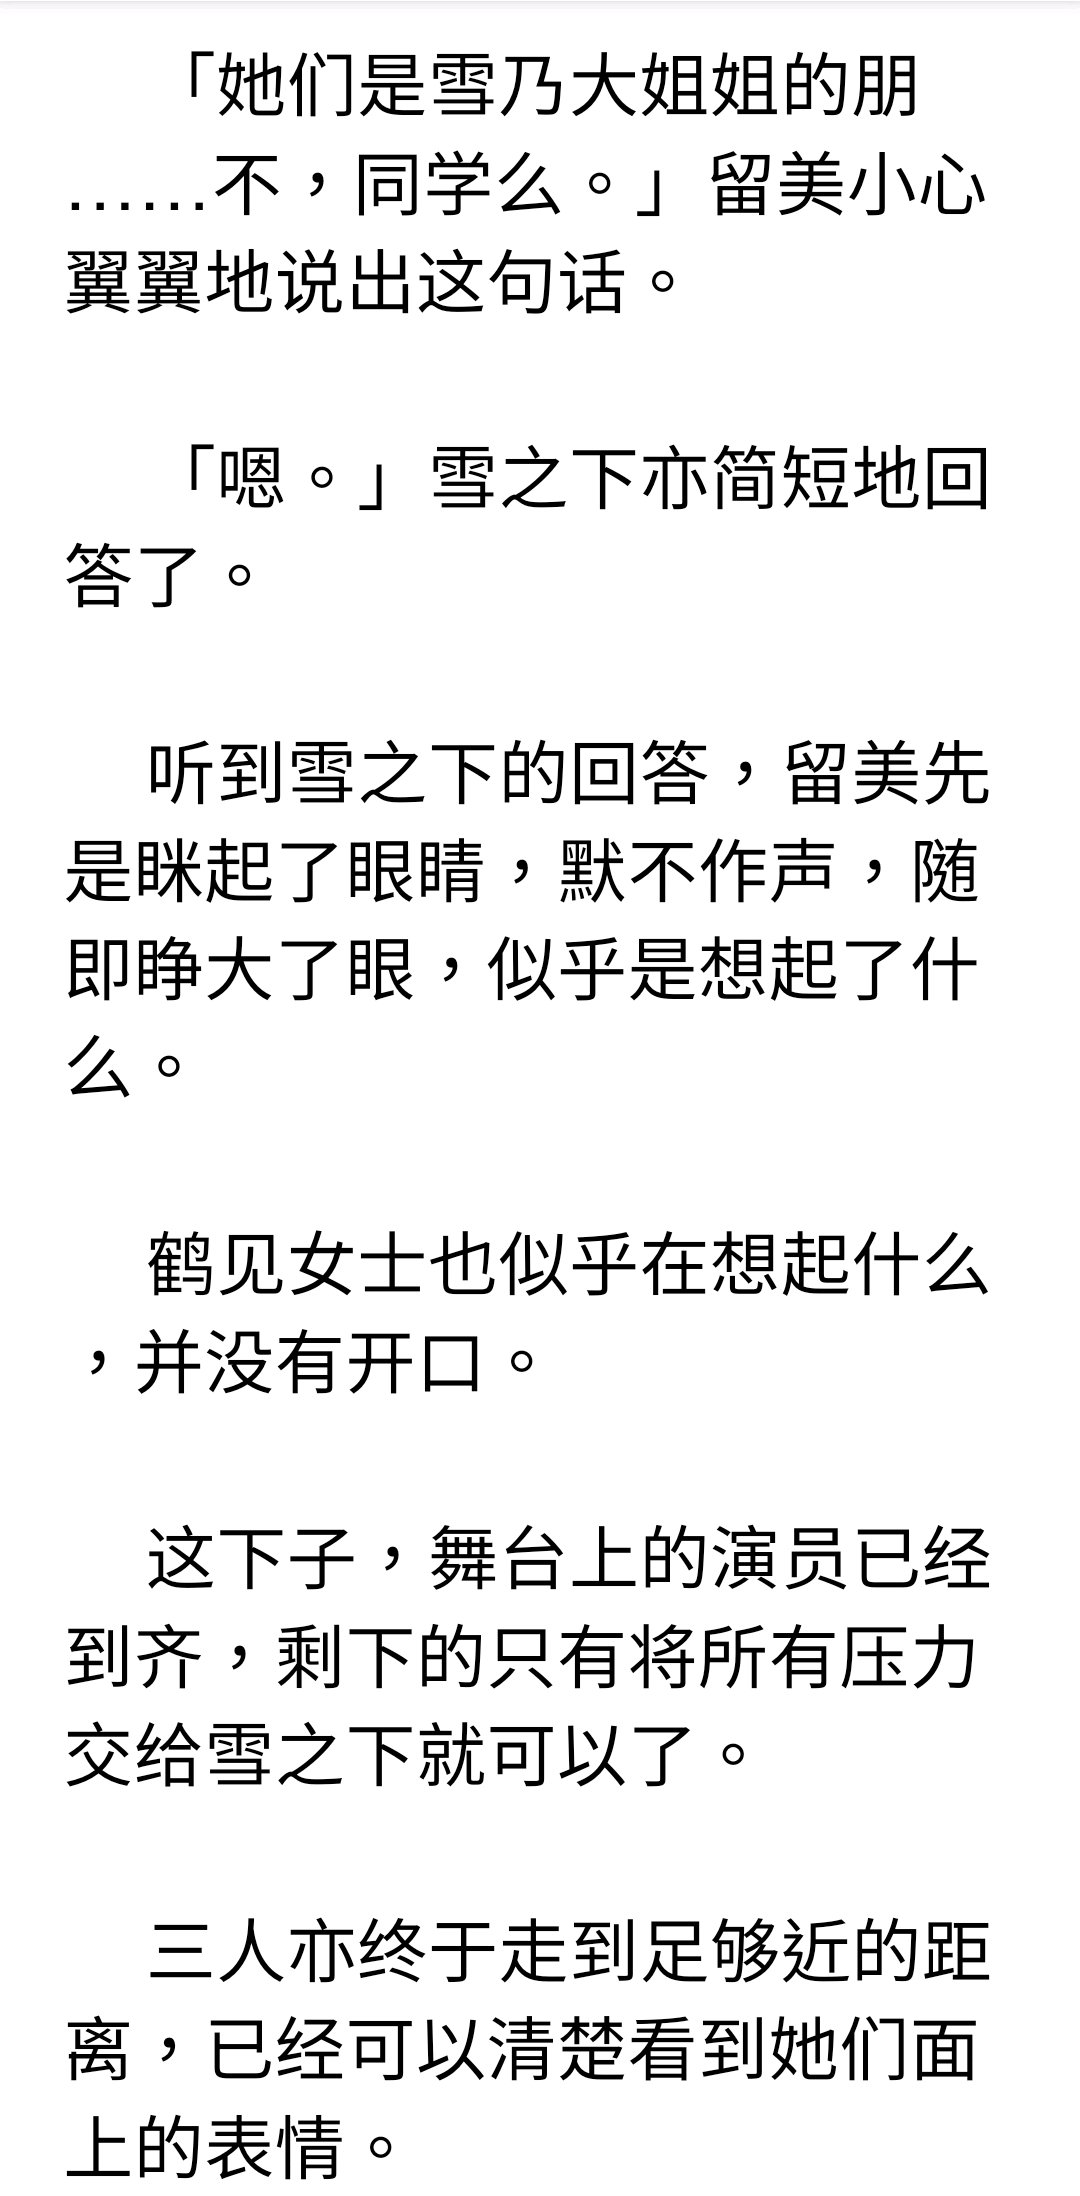 「她们是雪乃大姐姐的朋
……不，同学么。」留美小心
翼翼地说出这句话。
「嗯。」雪之下亦简短地回
答了。
听到雪之下的回答，留美先
是眯起了眼睛，默不作声，随
即睁大了眼，似乎是想起了什
么。
鹤见女士也似乎在想起什么
，并没有开口。
这下子，舞台上的演员已经
到齐，剩下的只有将所有压力
交给雪之下就可以了。
三人亦终于走到足够近的距
离，已经可以清楚看到她们面
上的表情。